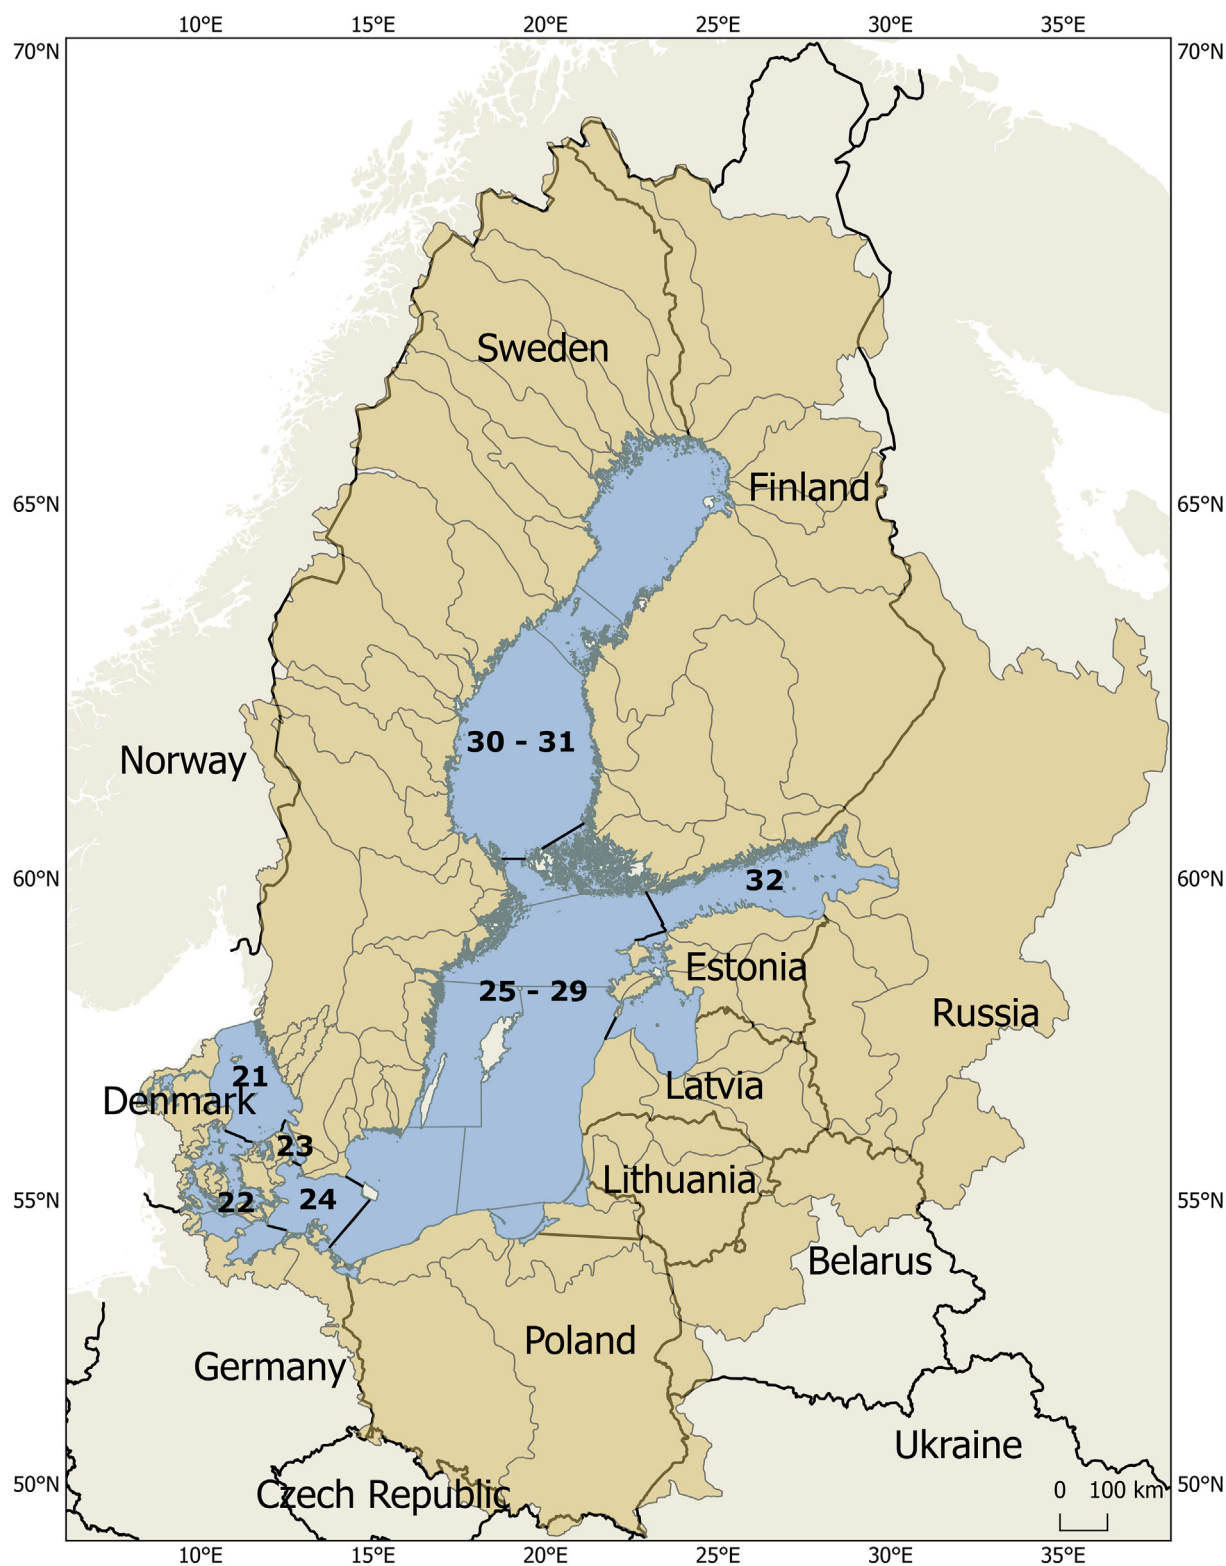 10°E 15°E 20°E 25°E 30°E 35°E
70°N 70°N
Sweden
Finland
65°N 65°N
30 - 31
Norway
60°N 32 60°N
Estonia
25 - 29
Russia
21
Latvia
Denmark
23
Lithuania
55°N 22 24 55°N
Belarus
Poland
Germany
Ukraine
50°N Czech Republic 0 100 km 50°N
10°E 15°E 20°E 25°E 30°E 35°E